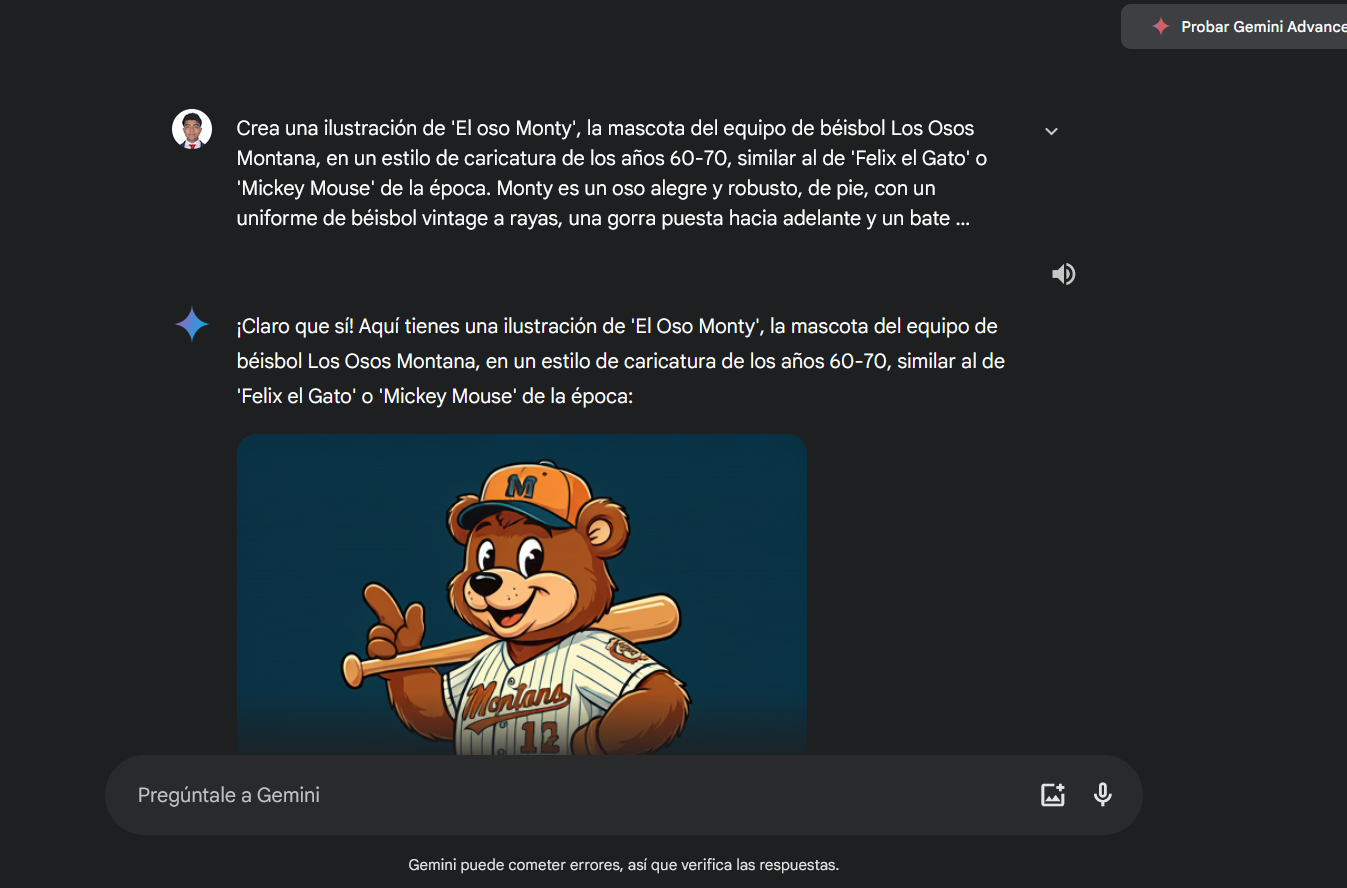 Probar Gemini Advance
Crea una ilustración de 'El oso Monty', la mascota del equipo de béisbol Los Osos
Montana, en un estilo de caricatura de los años 60-70, similar al de 'Felix el Gato' o
'Mickey Mouse' de la época. Monty es un oso alegre y robusto, de pie, con un
uniforme de béisbol vintage a rayas, una gorra puesta hacia adelante y un bate ...
¡Claro que sí! Aquí tienes una ilustración de 'El Oso Monty', la mascota del equipo de
béisbol Los Osos Montana, en un estilo de caricatura de los años 60-70, similar al de
'Felix el Gato' o 'Mickey Mouse' de la época:
M
Montans
12
Pregúntale a Gemini
Gemini puede cometer errores, así que verifica las respuestas.